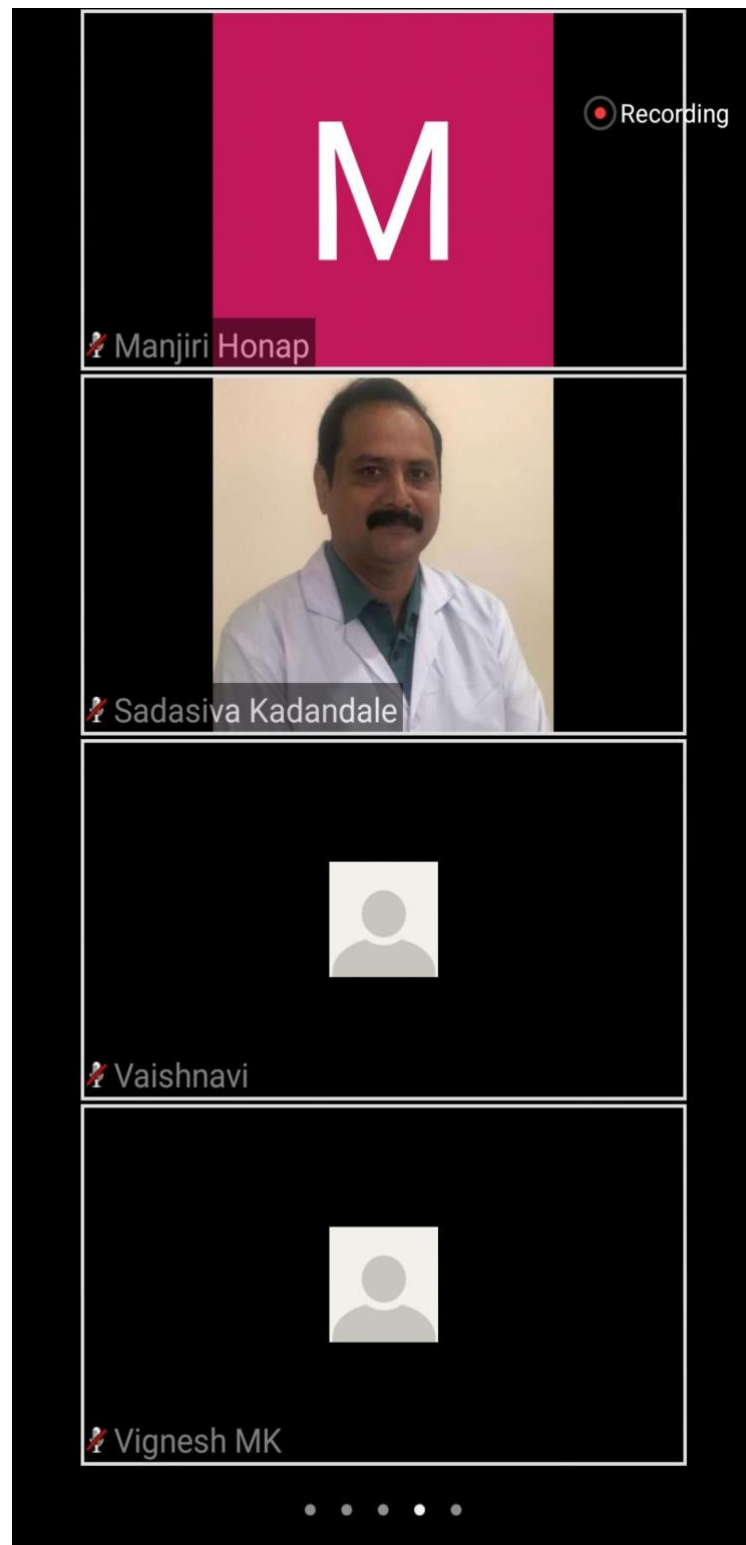 M
Recording
Manjiri Honap
Sadasiva Kadandale
Vaishnavi
Vignesh MK